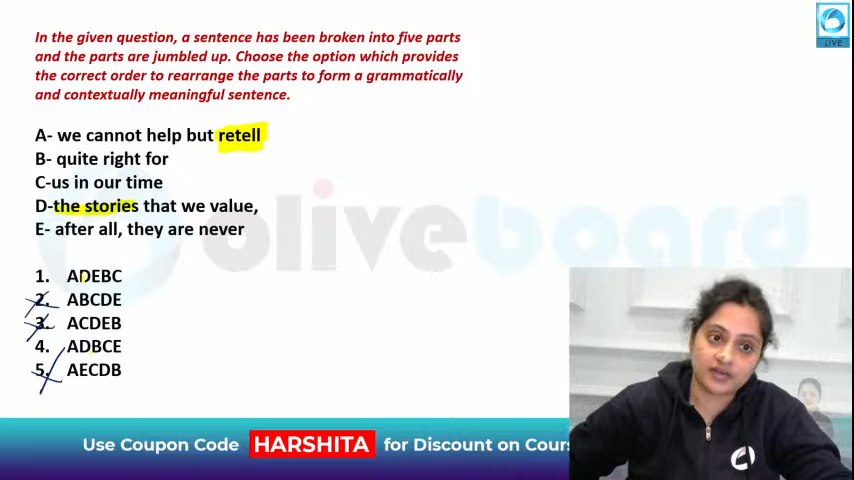 In the given question, a sentence has been broken into five parts
and the parts are jumbled up. Choose the option which provides
the correct order to rearrange the parts to form a grammatically
and contextually meaningful sentence.
A- we cannot help but retell
B- quite right for
C-us in our time
D-the stories that we value,
E- after all, they are never
1. ADEBC
2. ABCDE
3. ACDEB
4. ADBCE
5. AECDB
oliveboard
LIVE
Use Coupon Code HARSHITA for Discount on Cours